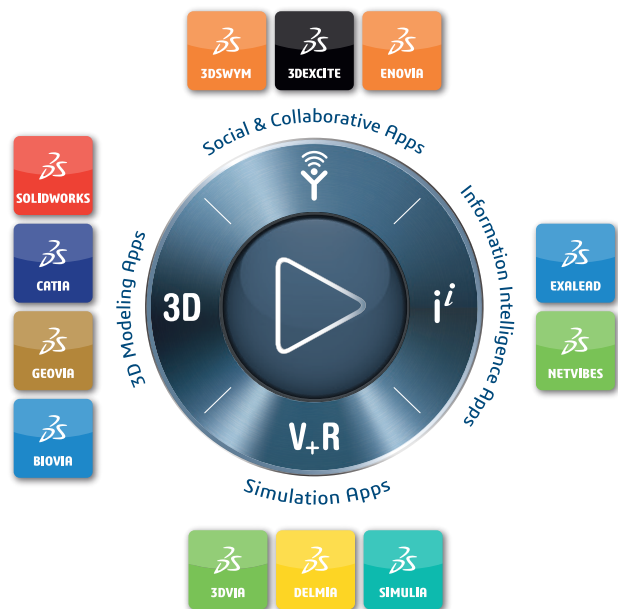 3DSWYM
3DEXCITE
ENOVIA
Social & Collaborative Apps
SOLIDWORKS
CATIA
GEOVIA
BIOVIA
3D Modeling Apps
3D
Information Intelligence Apps
iⁱ
EXALEAD
NETVIBES
V+R
Simulation Apps
3DVIA
DELMIA
SIMULIA